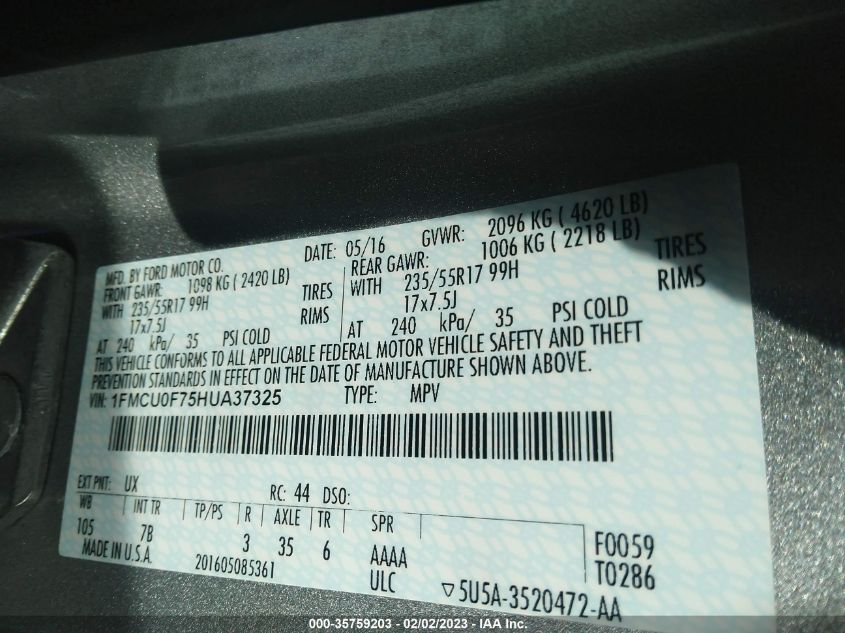 MFD. BY FORD MOTOR CO. DATE: 05/16 GVWR: 2096 KG ( 4620 LB)
FRONT GAWR: 1098 KG ( 2420 LB) REAR GAWR: 1006 KG ( 2218 LB)
WITH 235/55R17 99H TIRES WITH 235/55R17 99H TIRES
17x7.5J RIMS 17x7.5J RIMS
AT 240 kPa/ 35 PSI COLD AT 240 kPa/ 35 PSI COLD
THIS VEHICLE CONFORMS TO ALL APPLICABLE FEDERAL MOTOR VEHICLE SAFETY AND THEFT
PREVENTION STANDARDS IN EFFECT ON THE DATE OF MANUFACTURE SHOWN ABOVE.
VIN: 1FMCU0F75HUA37325 TYPE: MPV
EXT PNT: UX RC: 44 DSO:
WB INT TR TP/PS R AXLE TR SPR
105 7B 3 35 6 AAAA F0059
MADE IN U.S.A. 201605085361 ULC T0286
▽5U5A-3520472-AA
000-35759203 - 02/02/2023 - IAA Inc.